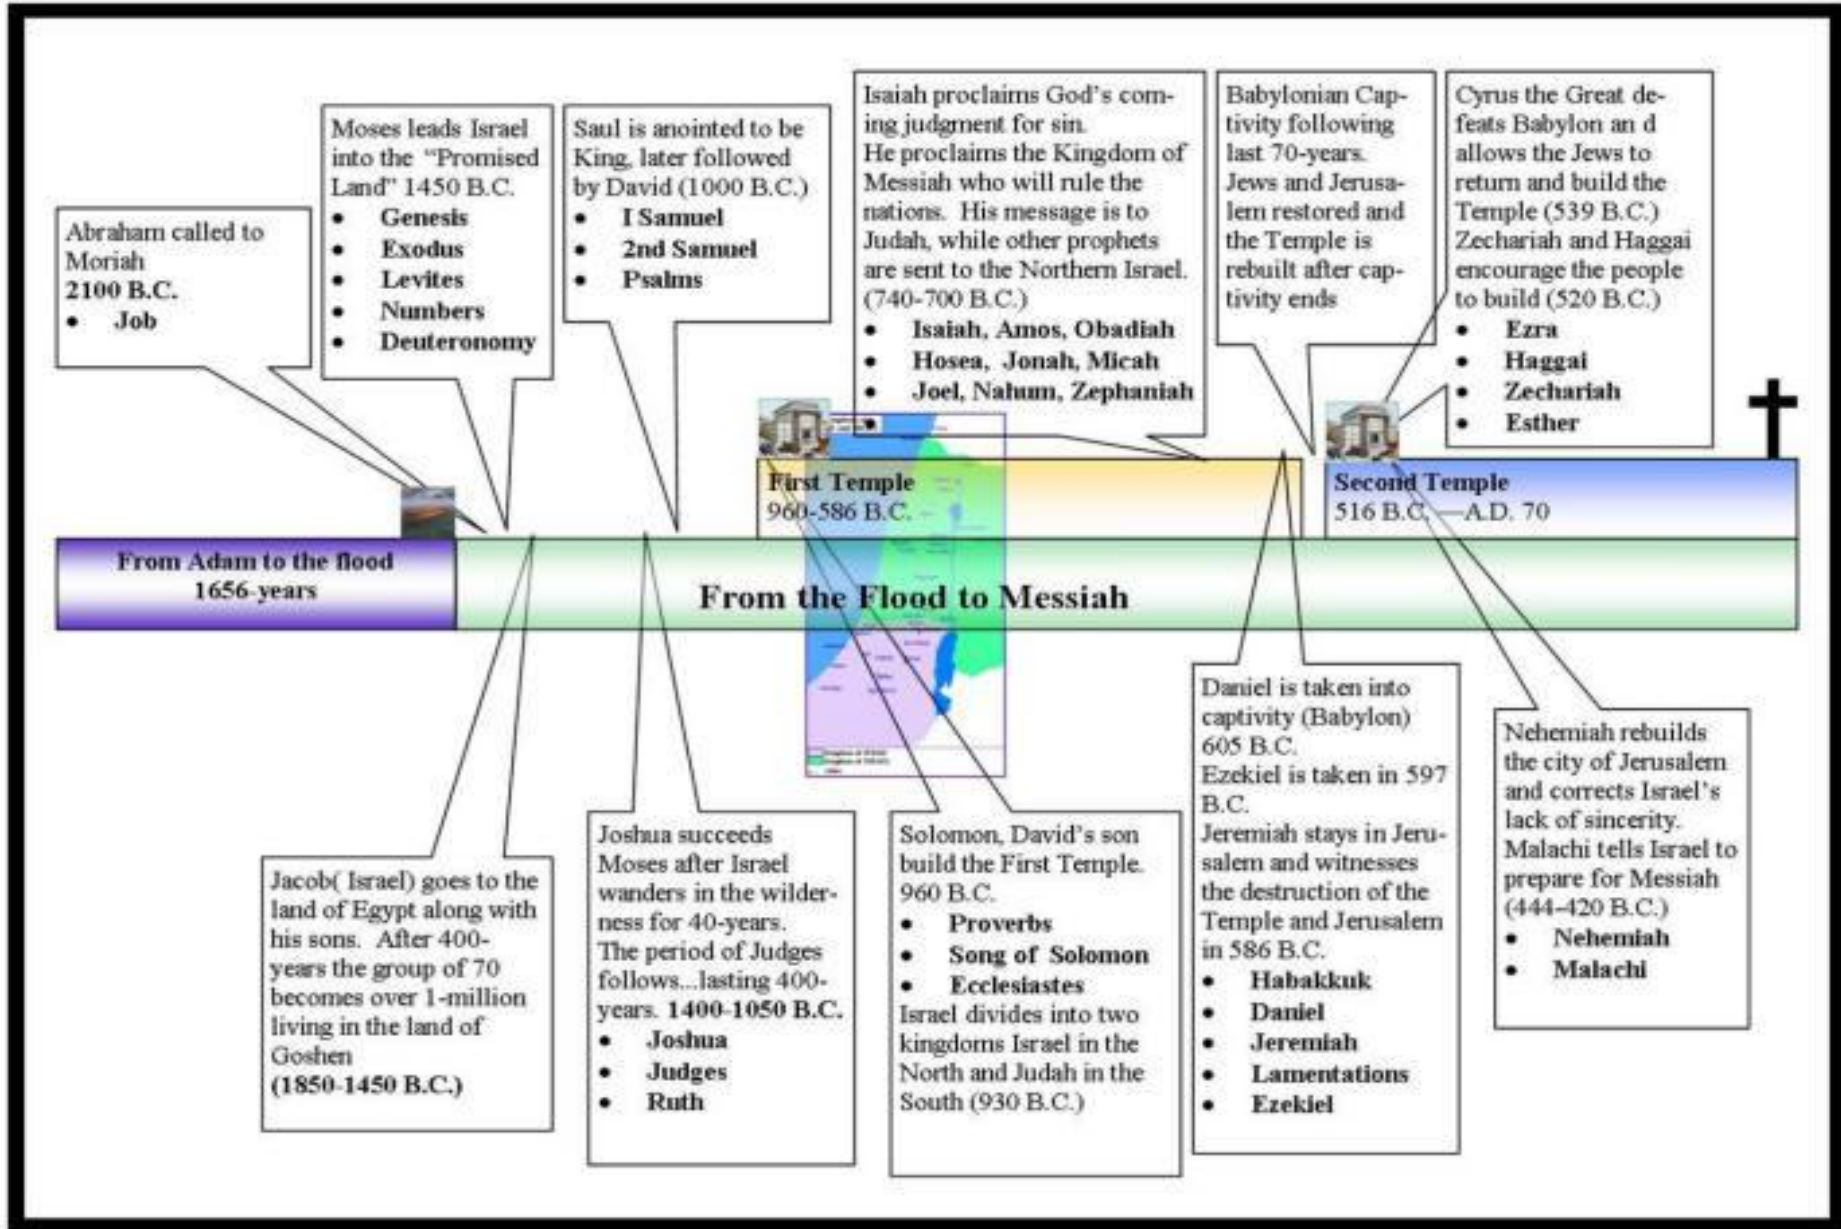 Abraham called to
Moriah
2100 B.C.
• Job
Moses leads Israel
into the “Promised
Land” 1450 B.C.
• Genesis
• Exodus
• Levites
• Numbers
• Deuteronomy
Saul is anointed to be
King, later followed
by David (1000 B.C.)
• I Samuel
• 2nd Samuel
• Psalms
Isaiah proclaims God’s com-
ing judgment for sin.
He proclaims the Kingdom of
Messiah who will rule the
nations. His message is to
Judah, while other prophets
are sent to the Northern Israel.
(740-700 B.C.)
• Isaiah, Amos, Obadiah
• Hosea, Jonah, Micah
• Joel, Nahum, Zephaniah
•
Babylonian Cap-
tivity following
last 70-years.
Jews and Jerusa-
lem restored and
the Temple is
rebuilt after cap-
tivity ends
Cyrus the Great de-
feats Babylon an d
allows the Jews to
return and build the
Temple (539 B.C.)
Zechariah and Haggai
encourage the people
to build (520 B.C.)
• Ezra
• Haggai
• Zechariah
• Esther
First Temple
960-586 B.C.
Second Temple
516 B.C. —A.D. 70
From Adam to the flood
1656-years
From the Flood to Messiah
Jacob( Israel) goes to the
land of Egypt along with
his sons. After 400-
years the group of 70
becomes over 1-million
living in the land of
Goshen
(1850-1450 B.C.)
Joshua succeeds
Moses after Israel
wanders in the wilder-
ness for 40-years.
The period of Judges
follows...lasting 400-
years. 1400-1050 B.C.
• Joshua
• Judges
• Ruth
Solomon, David’s son
build the First Temple.
960 B.C.
• Proverbs
• Song of Solomon
• Ecclesiastes
Israel divides into two
kingdoms Israel in the
North and Judah in the
South (930 B.C.)
Daniel is taken into
captivity (Babylon)
605 B.C.
Ezekiel is taken in 597
B.C.
Jeremiah stays in Jeru-
salem and witnesses
the destruction of the
Temple and Jerusalem
in 586 B.C.
• Habakkuk
• Daniel
• Jeremiah
• Lamentations
• Ezekiel
Nehemiah rebuilds
the city of Jerusalem
and corrects Israel’s
lack of sincerity.
Malachi tells Israel to
prepare for Messiah
(444-420 B.C.)
• Nehemiah
• Malachi